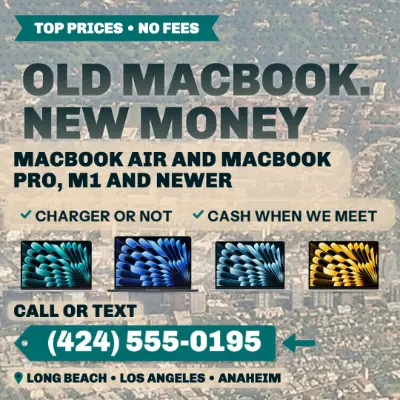 TOP PRICES • NO FEES
OLD MACBOOK.
NEW MONEY
MACBOOK AIR AND MACBOOK
PRO, M1 AND NEWER
CHARGER OR NOT
CASH WHEN WE MEET
CALL OR TEXT
(424) 555-0195
LONG BEACH • LOS ANGELES • ANAHEIM